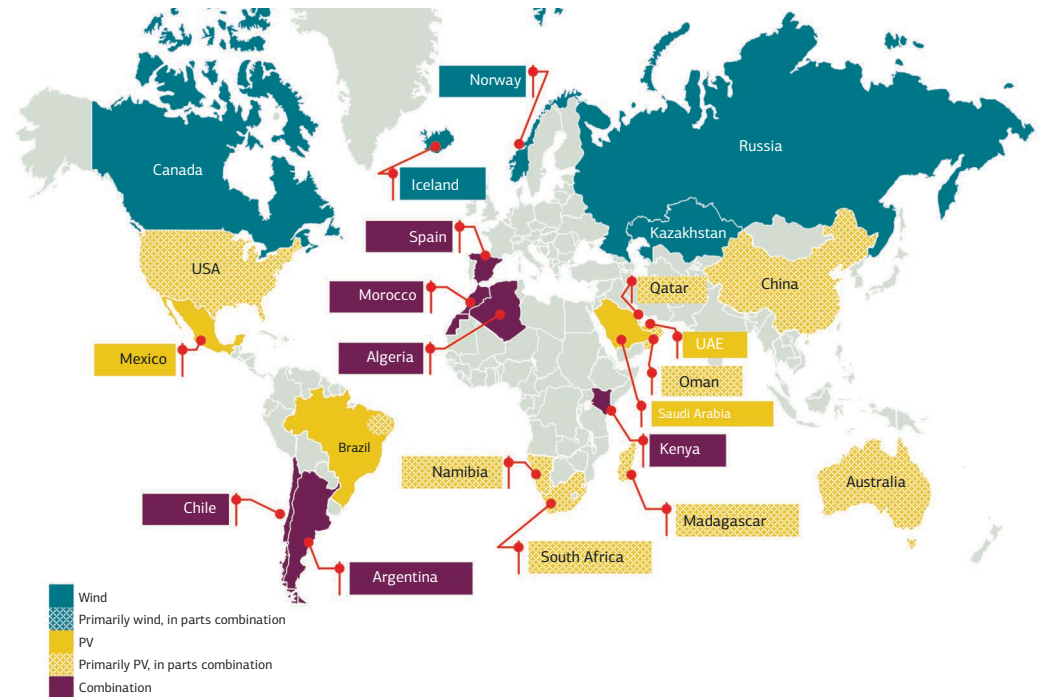 Norway
Russia
Canada
Iceland
Kazakhstan
Spain
USA
China
Qatar
Morocco
UAE
Algeria
Mexico
Oman
Saudi Arabia
Brazil
Kenya
Namibia
Australia
Chile
Madagascar
South Africa
Argentina
Wind
Primarily wind, in parts combination
PV
Primarily PV, in parts combination
Combination